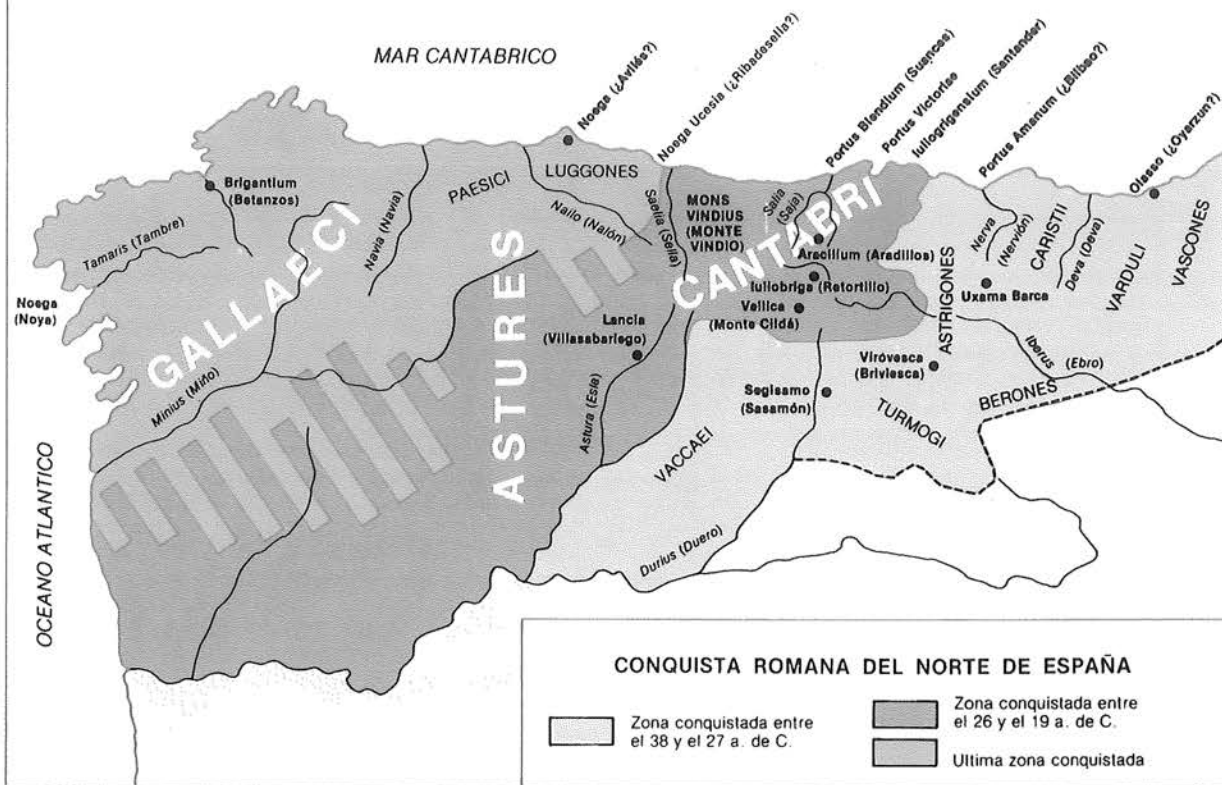 MAR CANTABRICO
Noega (¿Avilés?)
Noega Ucesia (¿Ribadesella?)
Portus Blendium (Suances)
Portus Victoriae
Iuliogrigensium (Santander)
Portus Amanum (¿Bilbao?)
Oiasso (¿Oyarzun?)
Brigantium
(Betanzos)
Tamaris (Tambre)
Noega
(Noya)
GALLAECI
Minius (Miño)
Navia (Navia)
PAESICI
LUGGONES
Nailo (Nalón)
Saelia (Sella)
ASTURES
Lancia
(Villasabariego)
Astura (Esla)
MONS
VINDIUS
(MONTE
VINDIO)
CANTABRI
Salia
(Saja)
Aracillum (Aradillos)
Iuliobriga (Retortillo)
Vellica
(Monte Cildá)
Segisamo
(Sasamón)
VACCAEI
Durius (Duero)
TURMOGI
Viróvesca
(Briviesca)
ASTRIGONES
Nerva
(Nervión)
CARISTII
Deva (Deva)
Uxama Barca
VARDULI
VASCONES
Iberus (Ebro)
BERONES
OCEANO ATLANTICO
CONQUISTA ROMANA DEL NORTE DE ESPAÑA
Zona conquistada entre
el 38 y el 27 a. de C.
Zona conquistada entre
el 26 y el 19 a. de C.
Ultima zona conquistada